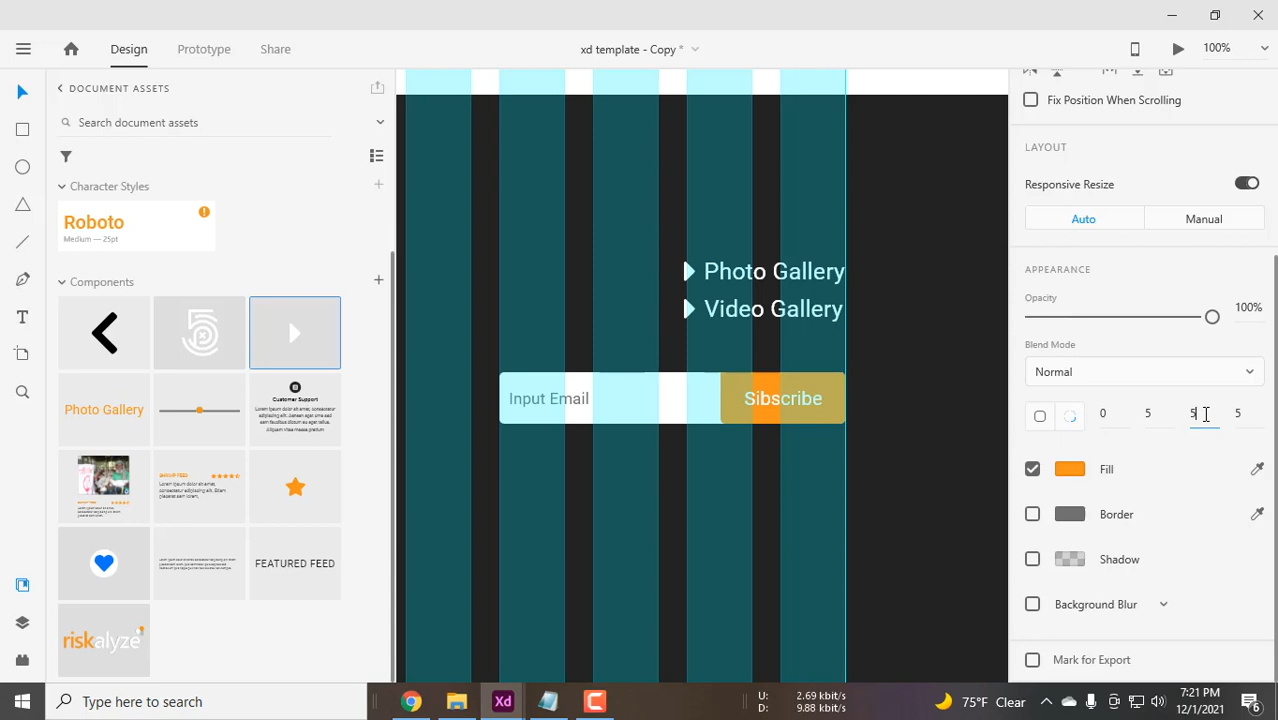 Design
Prototype
Share
xd template - Copy *
100%
DOCUMENT ASSETS
Search document assets
Character Styles
Roboto
Medium — 25pt
Components
Photo Gallery
Customer Support
FEATURED FEED
riskalyze
Photo Gallery
Video Gallery
Input Email
Sibscribe
Fix Position When Scrolling
LAYOUT
Responsive Resize
Auto
Manual
APPEARANCE
Opacity
100%
Blend Mode
Normal
0 5 5 5
Fill
Border
Shadow
Background Blur
Mark for Export
Type here to search
Xd
U: 2.69 kbit/s
D: 9.88 kbit/s
75°F Clear
7:21 PM
12/1/2021
6